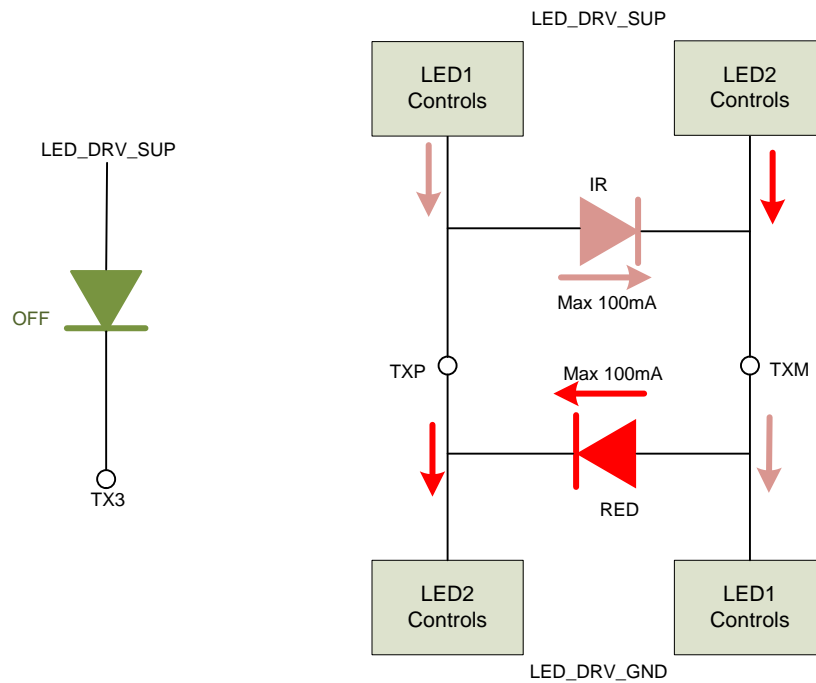 LED_DRV_SUP
LED1
Controls
LED2
Controls
LED_DRV_SUP
IR
Max 100mA
OFF
TXP
Max 100mA
TXM
TX3
RED
LED2
Controls
LED1
Controls
LED_DRV_GND